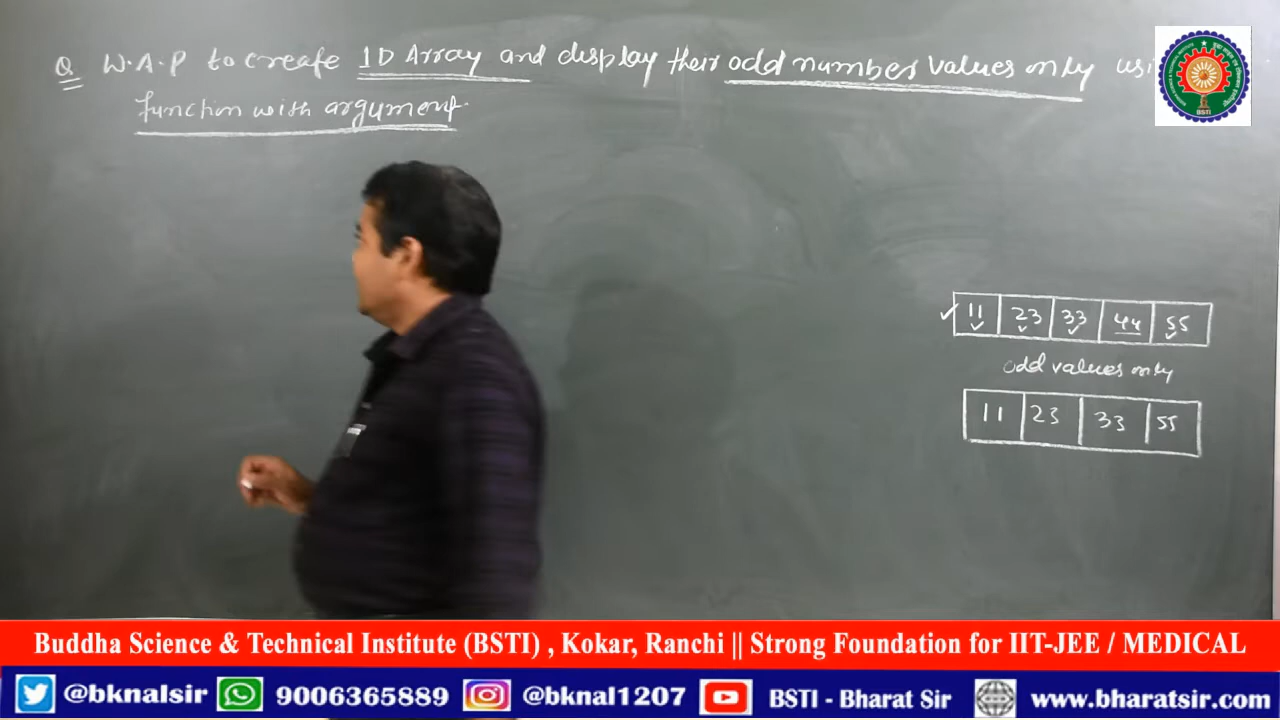 Q W.A.P to create 1D Array and display their odd number values only usi
function with argument.
11 23 33 44 55
odd values only
11 23 33 55
BSTI
Buddha Science & Technical Institute (BSTI) , Kokar, Ranchi || Strong Foundation for IIT-JEE / MEDICAL
@bknalsir 9006365889 @bknal1207 BSTI - Bharat Sir www.bharatsir.com